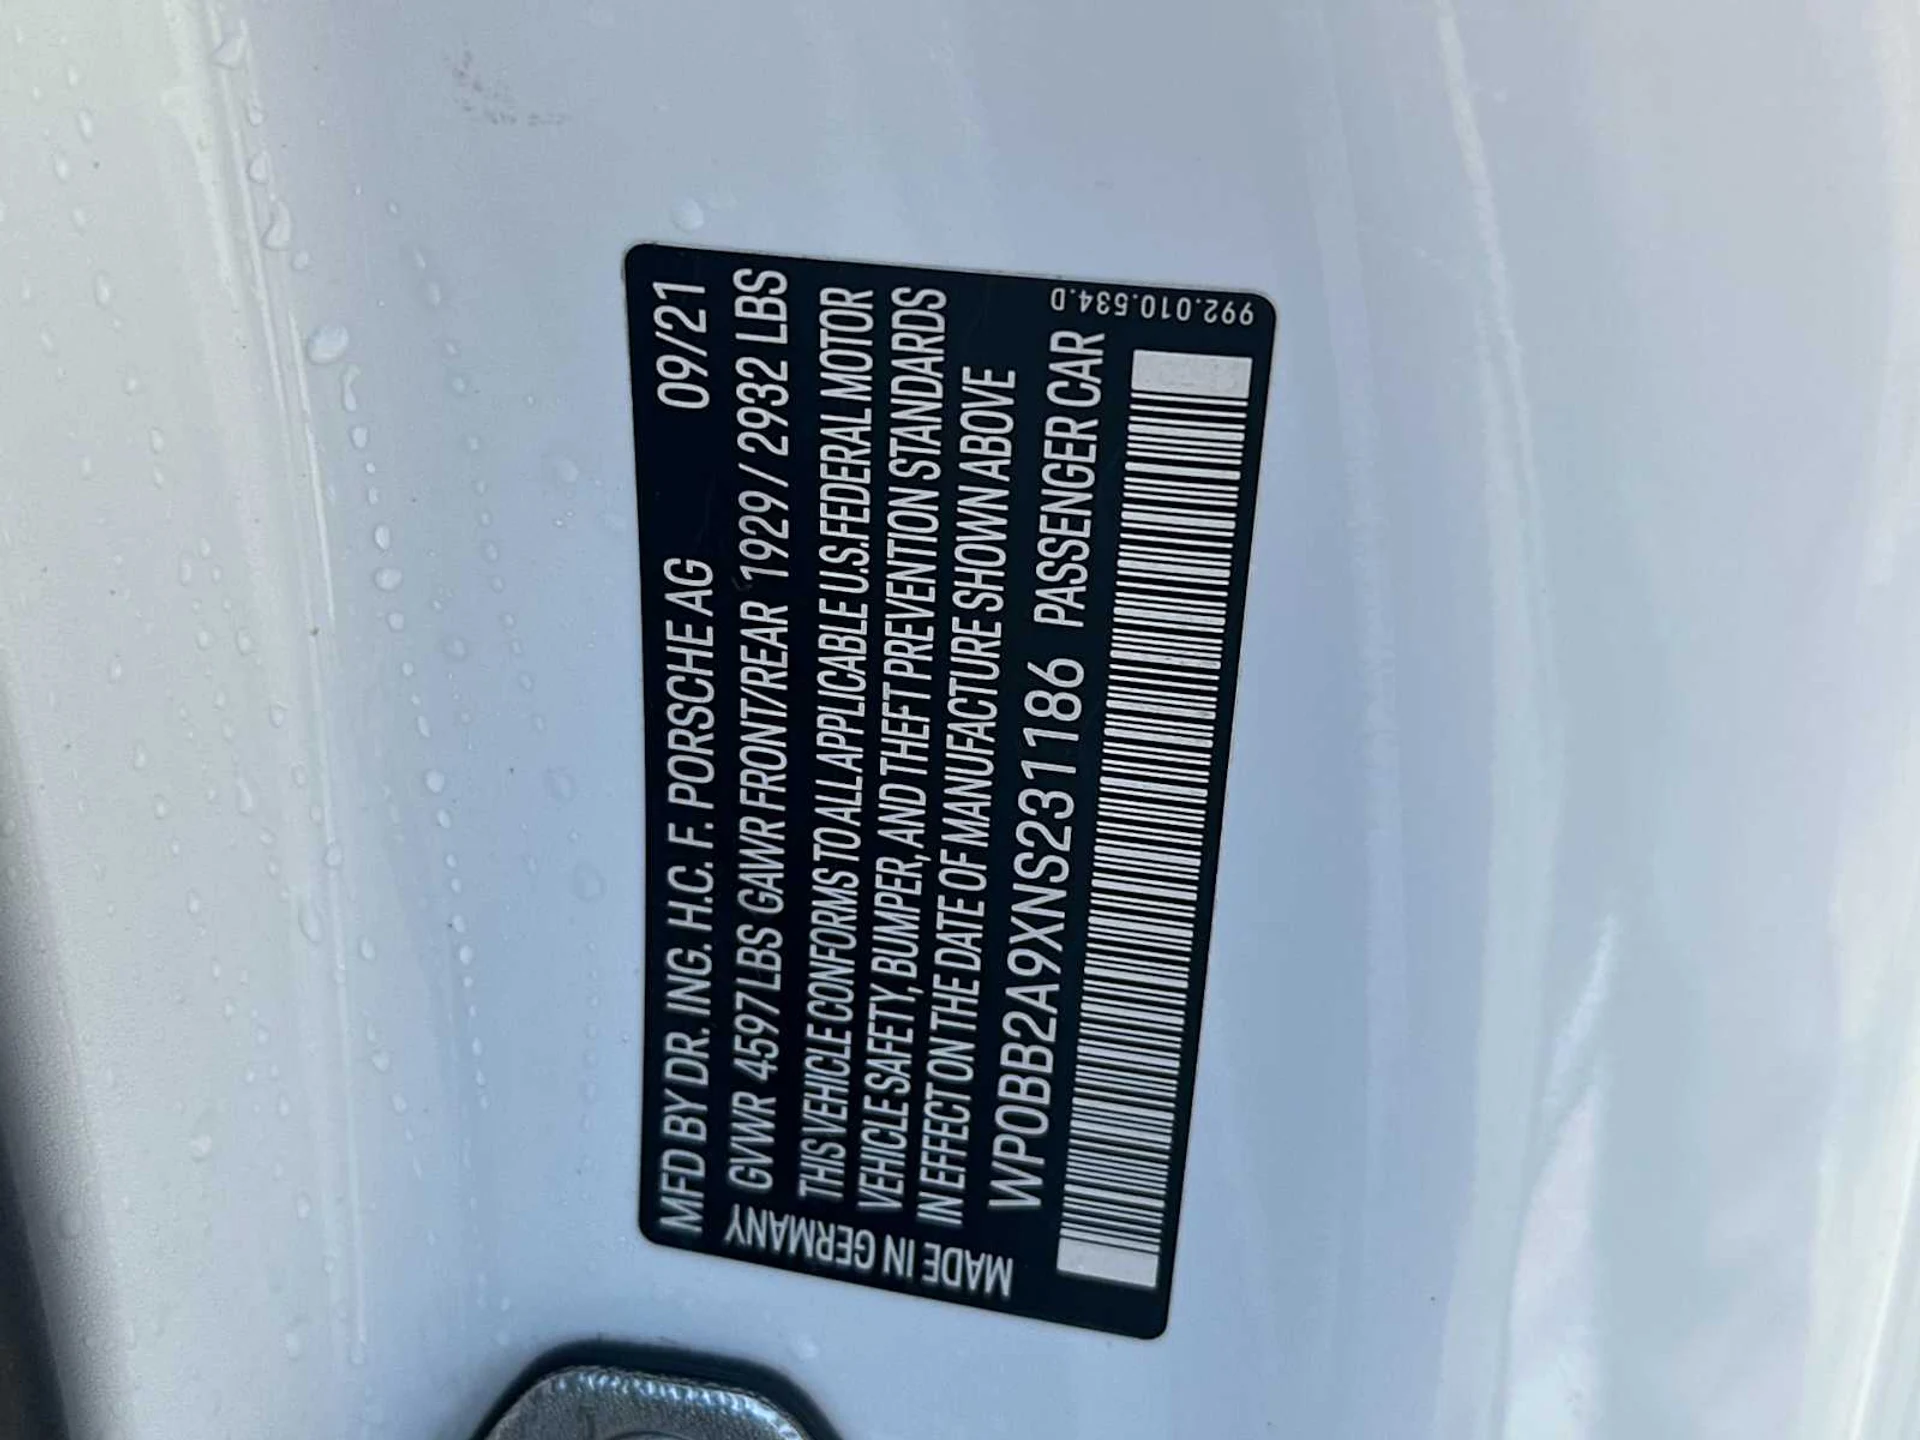 MFD BY DR. ING. H.C. F. PORSCHE AG 09/21
GVWR 4597 LBS GAWR FRONT/REAR 1929 / 2932 LBS
THIS VEHICLE CONFORMS TO ALL APPLICABLE U.S. FEDERAL MOTOR
VEHICLE SAFETY, BUMPER, AND THEFT PREVENTION STANDARDS
IN EFFECT ON THE DATE OF MANUFACTURE SHOWN ABOVE
WP0BB2A9XNS231186 PASSENGER CAR
MADE IN GERMANY
992.010.534.D